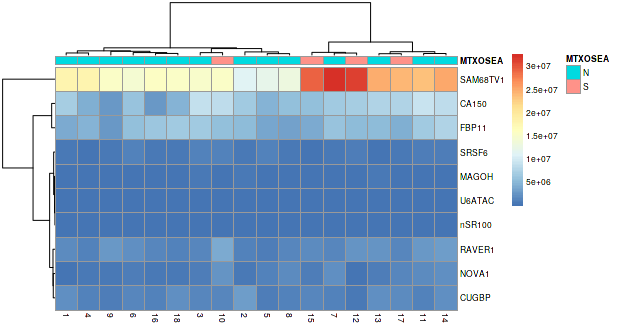 MTXOSEA
SAM68TV1
CA150
FBP11
SRSF6
MAGOH
U6ATAC
nSR100
RAVER1
NOVA1
CUGBP
1 4 9 6 16 18 3 10 2 5 8 15 7 12 13 17 11 14
3e+07
2.5e+07
2e+07
1.5e+07
1e+07
5e+06
MTXOSEA
N
S